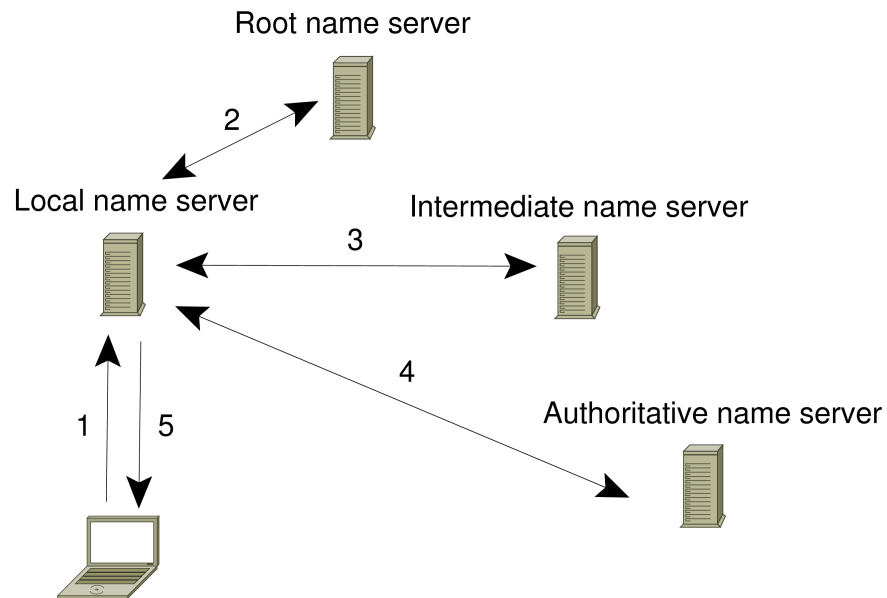 Root name server
2
Local name server
Intermediate name server
3
4
Authoritative name server
1
5